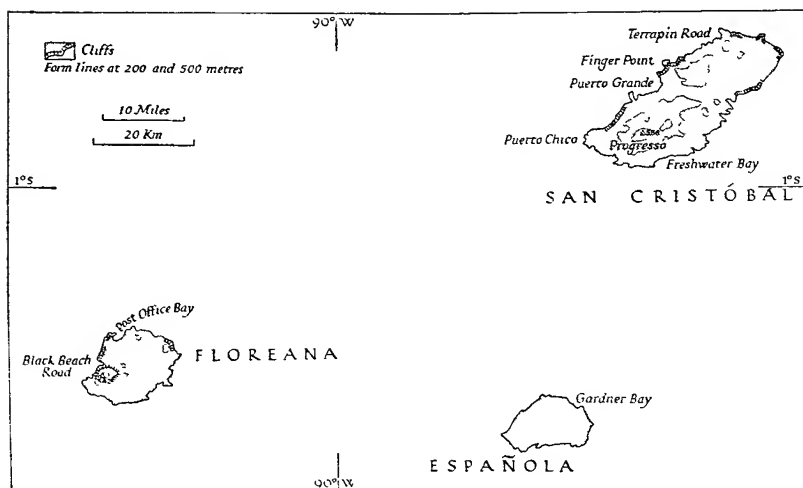 90° W
Cliffs
Form lines at 200 and 500 metres
10 Miles
20 Km
Terrapin Road
Finger Point
Puerto Grande
Puerto Chico
Progresso
Freshwater Bay
1° S
1° S
SAN CRISTÓBAL
Post Office Bay
Black Beach
Road
FLOREANA
Gardner Bay
ESPAÑOLA
90° W